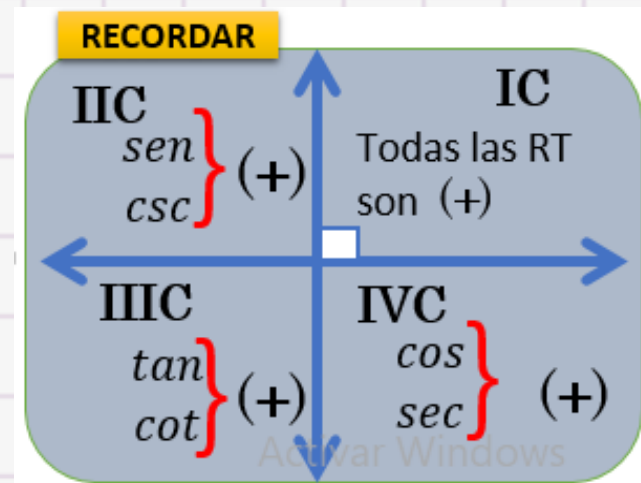 RECORDAR
IIC
sen
csc
(+)
IC
Todas las RT
son (+)
IIIC
tan
cot
(+)
IVC
cos
sec
(+)
Activar Windows